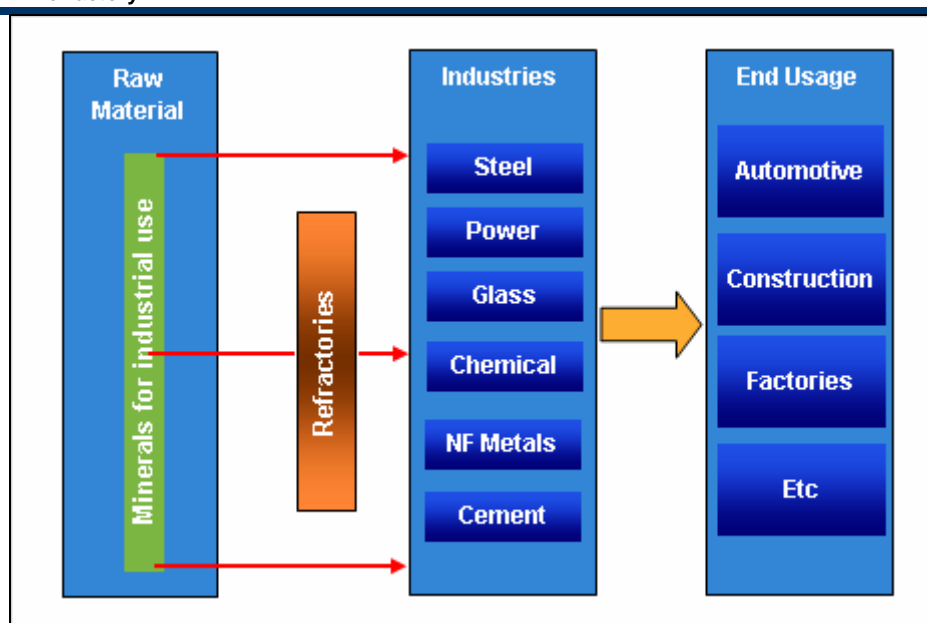 Raw
Material
Minerals for industrial use
Refractories
Industries
Steel
Power
Glass
Chemical
NF Metals
Cement
End Usage
Automotive
Construction
Factories
Etc